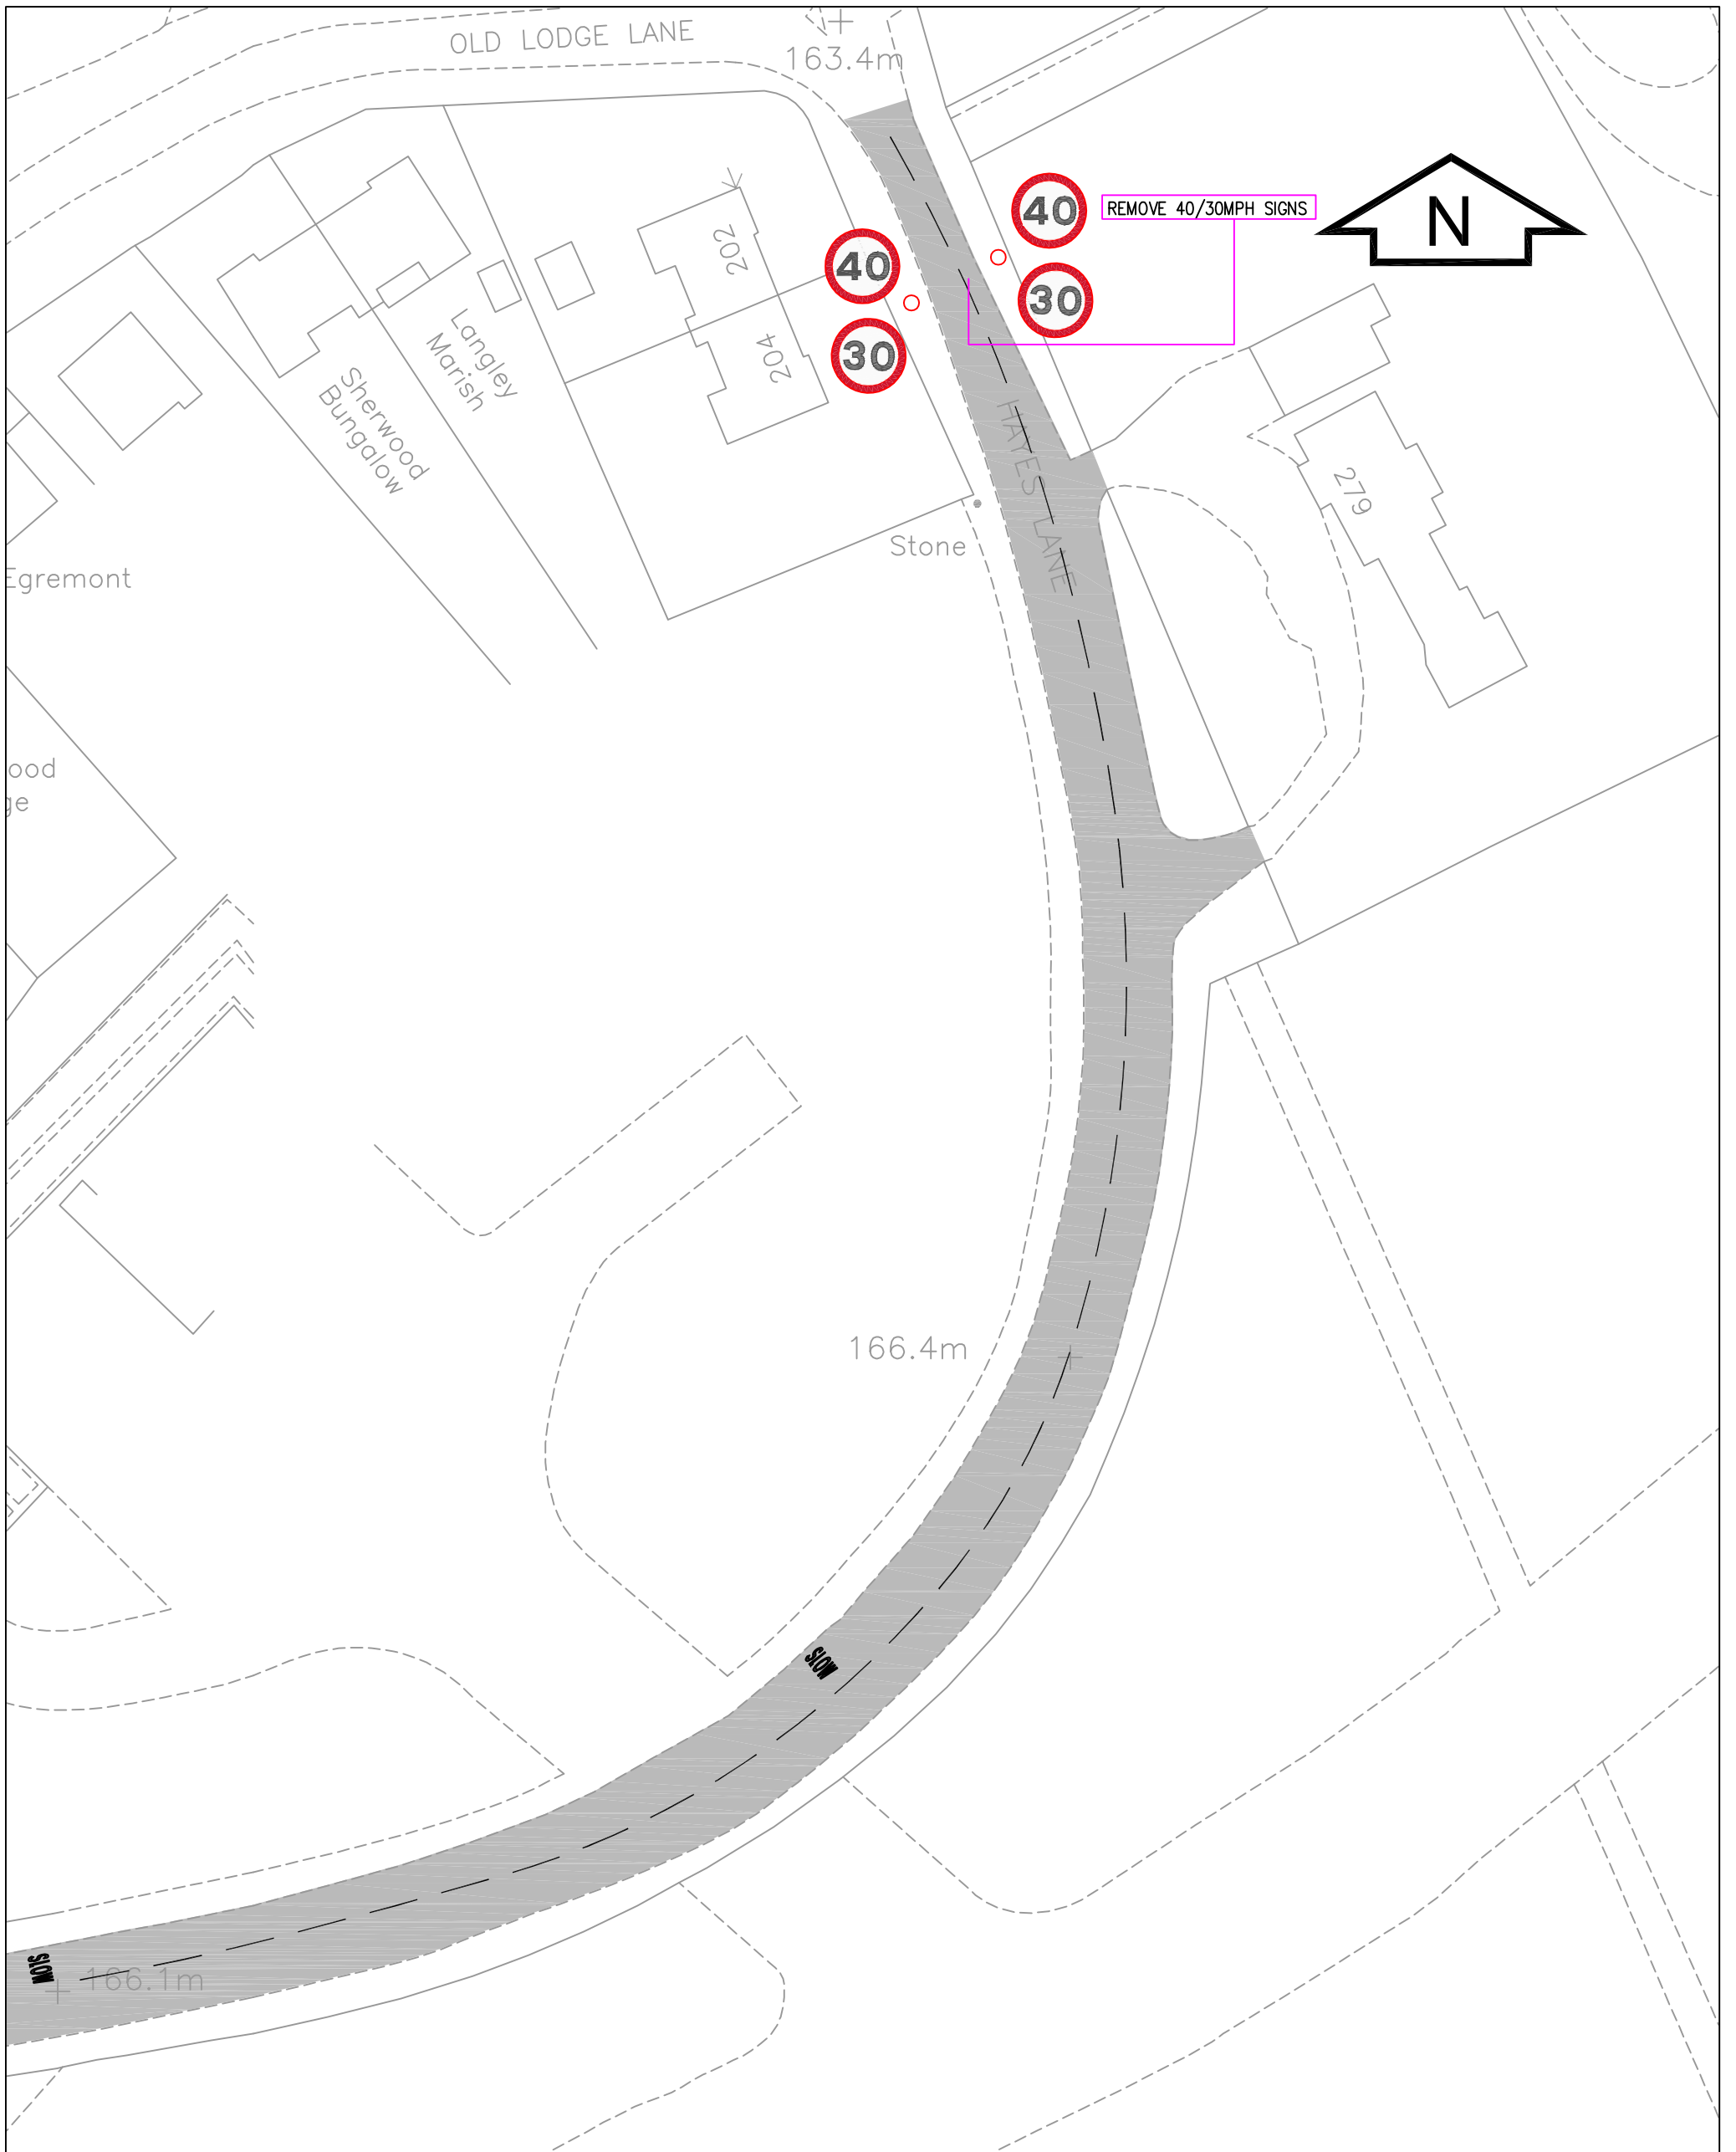 OLD LODGE LANE
163.4m
40
REMOVE 40/30MPH SIGNS
N
202
40
30
30
204
Langley
Marish
Sherwood
Bungalow
HAYES LANE
279
Stone
Egremont
ood
ge
166.4m
SLOW
SLOW
166.1m